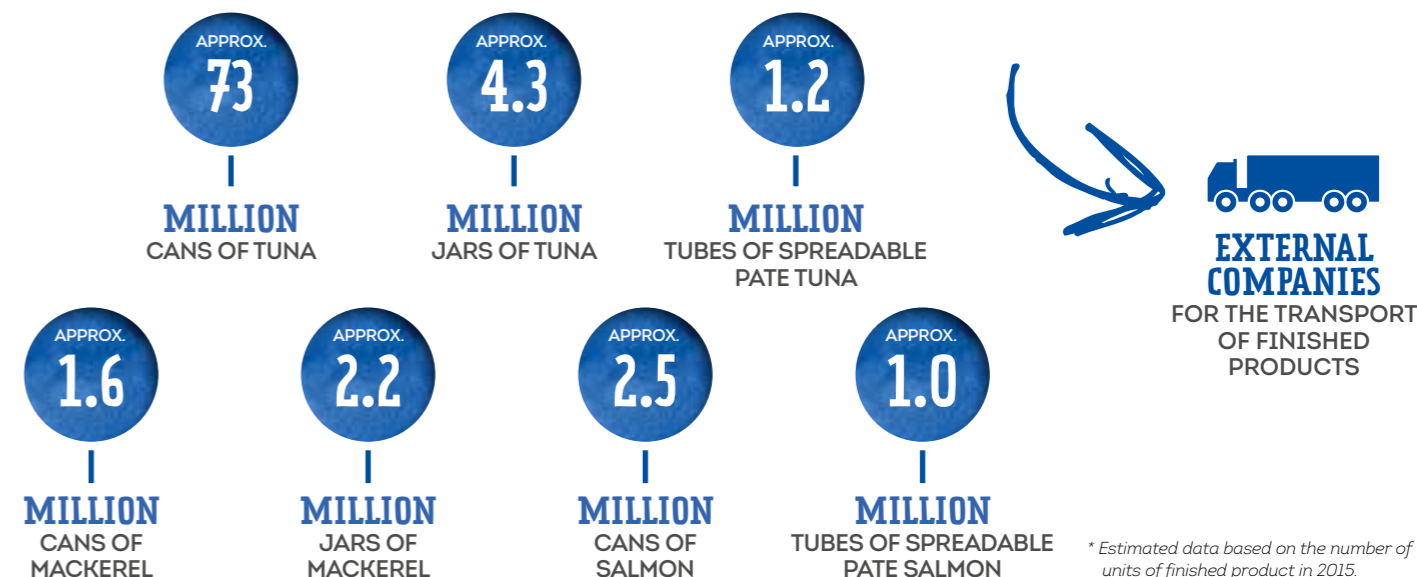 APPROX.
73
MILLION
CANS OF TUNA
APPROX.
4.3
MILLION
JARS OF TUNA
APPROX.
1.2
MILLION
TUBES OF SPREADABLE
PATE TUNA
EXTERNAL
COMPANIES
FOR THE TRANSPORT
OF FINISHED
PRODUCTS
APPROX.
1.6
MILLION
CANS OF
MACKEREL
APPROX.
2.2
MILLION
JARS OF
MACKEREL
APPROX.
2.5
MILLION
CANS OF
SALMON
APPROX.
1.0
MILLION
TUBES OF SPREADABLE
PATE SALMON
* Estimated data based on the number of
units of finished product in 2015.